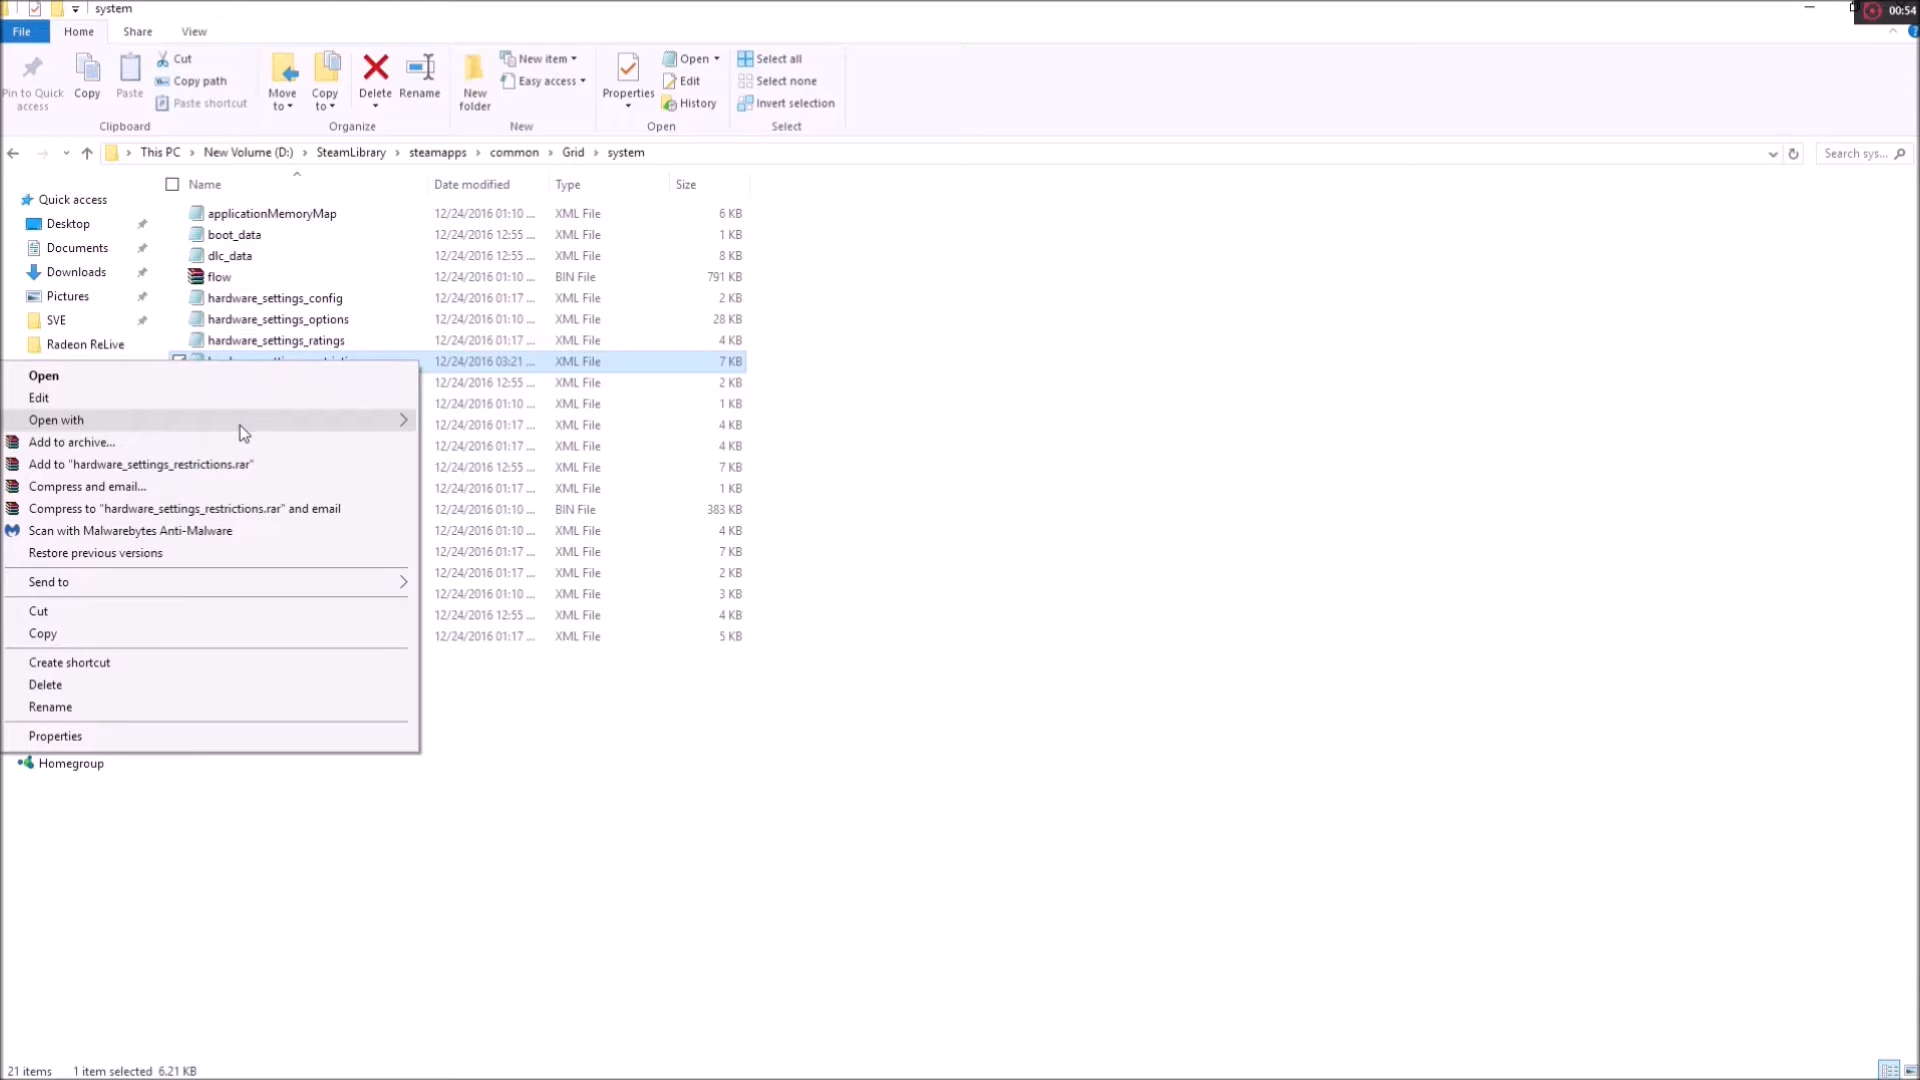 system
00:54
File Home Share View
Pin to Quick access
Copy
Paste
Cut
Copy path
Paste shortcut
Clipboard
Move to
Copy to
Delete
Rename
Organize
New folder
New item
Easy access
New
Properties
Open
Edit
History
Open
Select all
Select none
Invert selection
Select
This PC > New Volume (D:) > SteamLibrary > steamapps > common > Grid > system
Search sys...
Name Date modified Type Size
Quick access
Desktop
Documents
Downloads
Pictures
SVE
Radeon ReLive
Homegroup
applicationMemoryMap 12/24/2016 01:10 ... XML File 6 KB
boot_data 12/24/2016 12:55 ... XML File 1 KB
dlc_data 12/24/2016 12:55 ... XML File 8 KB
flow 12/24/2016 01:10 ... BIN File 791 KB
hardware_settings_config 12/24/2016 01:17 ... XML File 2 KB
hardware_settings_options 12/24/2016 01:10 ... XML File 28 KB
hardware_settings_ratings 12/24/2016 01:17 ... XML File 4 KB
12/24/2016 03:21 ... XML File 7 KB
12/24/2016 12:55 ... XML File 2 KB
12/24/2016 01:10 ... XML File 1 KB
12/24/2016 01:17 ... XML File 4 KB
12/24/2016 01:17 ... XML File 4 KB
12/24/2016 12:55 ... XML File 7 KB
12/24/2016 01:17 ... XML File 1 KB
12/24/2016 01:10 ... BIN File 383 KB
12/24/2016 01:10 ... XML File 4 KB
12/24/2016 01:17 ... XML File 7 KB
12/24/2016 01:17 ... XML File 2 KB
12/24/2016 01:10 ... XML File 3 KB
12/24/2016 12:55 ... XML File 4 KB
12/24/2016 01:17 ... XML File 5 KB
Open
Edit
Open with
Add to archive...
Add to "hardware_settings_restrictions.rar"
Compress and email...
Compress to "hardware_settings_restrictions.rar" and email
Scan with Malwarebytes Anti-Malware
Restore previous versions
Send to
Cut
Copy
Create shortcut
Delete
Rename
Properties
21 items 1 item selected 6.21 KB